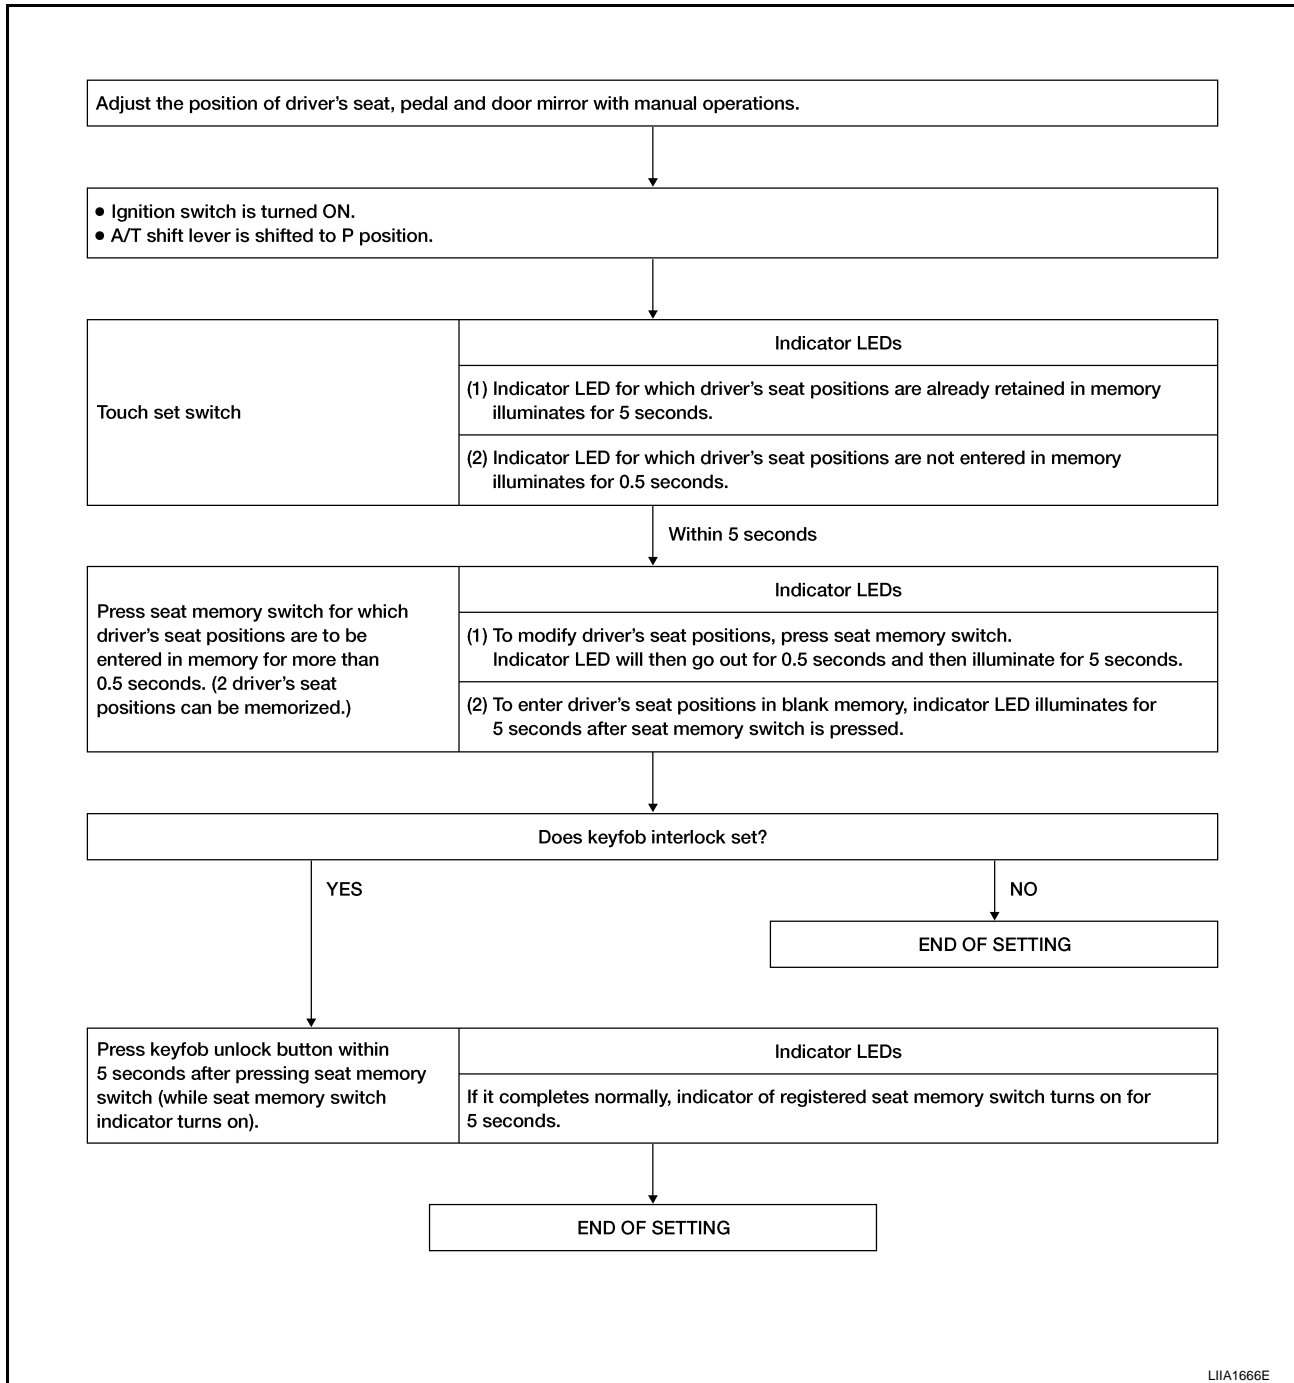 Adjust the position of driver's seat, pedal and door mirror with manual operations.
● Ignition switch is turned ON.
● A/T shift lever is shifted to P position.
Touch set switch
Indicator LEDs
(1) Indicator LED for which driver's seat positions are already retained in memory
illuminates for 5 seconds.
(2) Indicator LED for which driver's seat positions are not entered in memory
illuminates for 0.5 seconds.
Within 5 seconds
Press seat memory switch for which
driver's seat positions are to be
entered in memory for more than
0.5 seconds. (2 driver's seat
positions can be memorized.)
Indicator LEDs
(1) To modify driver's seat positions, press seat memory switch.
Indicator LED will then go out for 0.5 seconds and then illuminate for 5 seconds.
(2) To enter driver's seat positions in blank memory, indicator LED illuminates for
5 seconds after seat memory switch is pressed.
Does keyfob interlock set?
YES
NO
END OF SETTING
Press keyfob unlock button within
5 seconds after pressing seat memory
switch (while seat memory switch
indicator turns on).
Indicator LEDs
If it completes normally, indicator of registered seat memory switch turns on for
5 seconds.
END OF SETTING
LIIA1666E